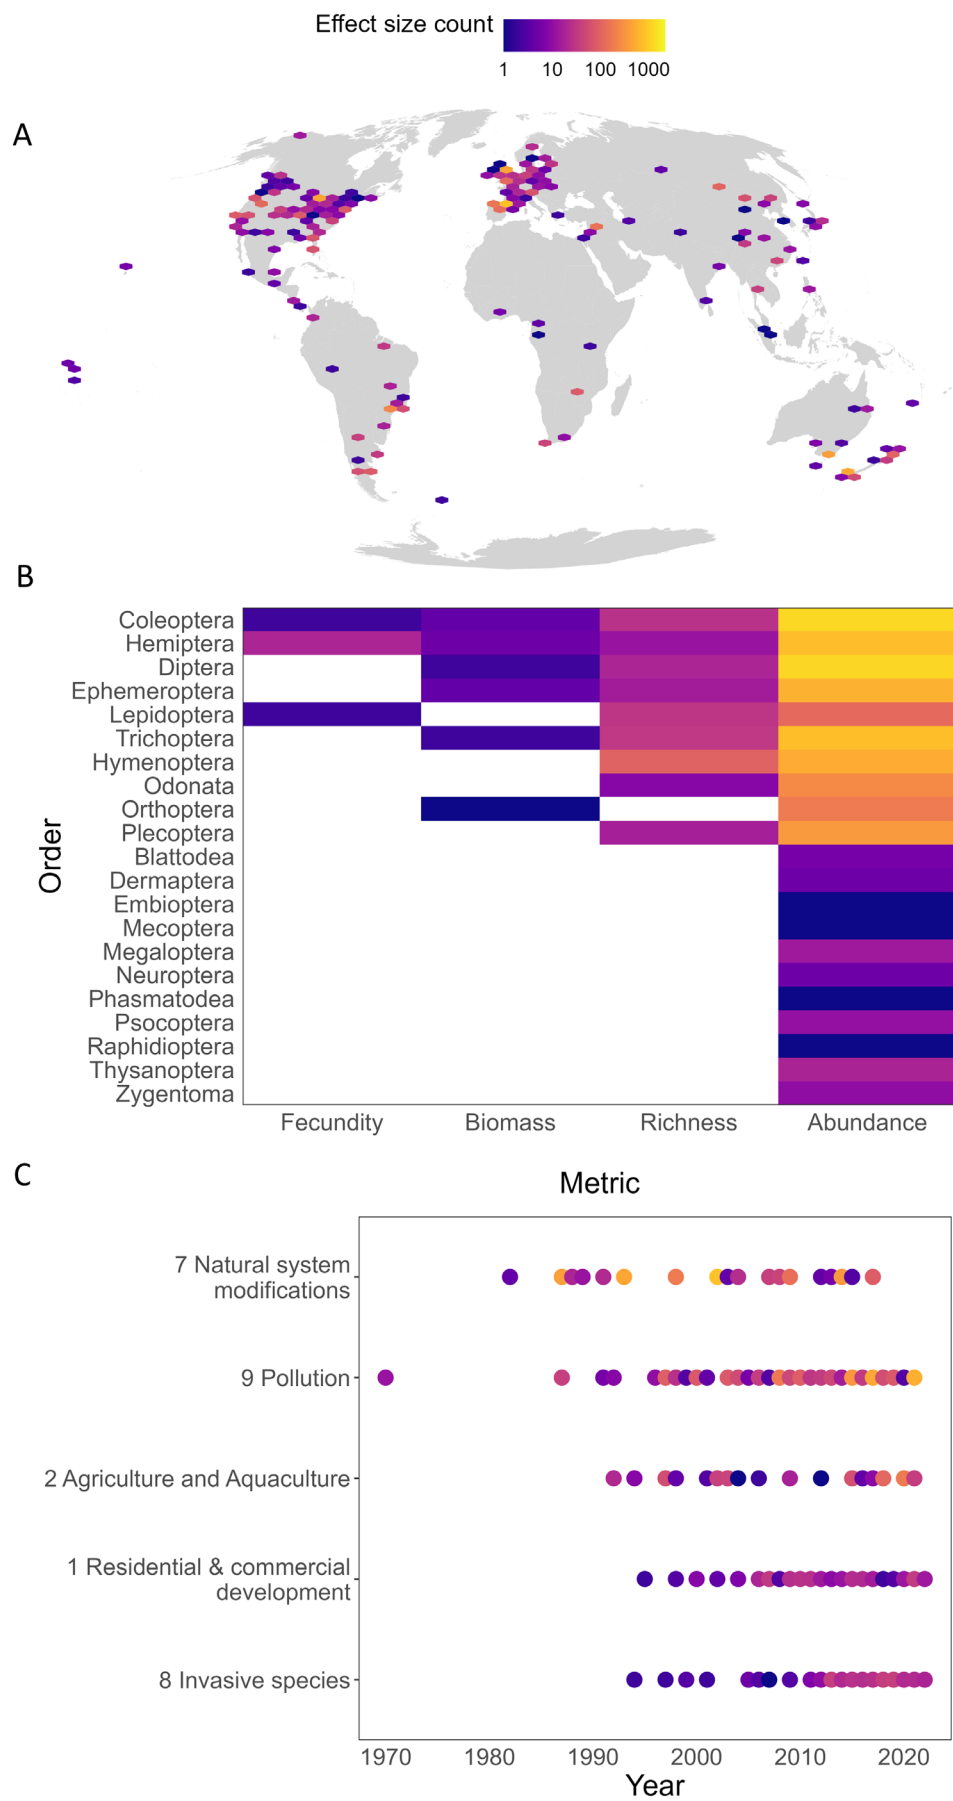 Effect size count
1 10 100 1000
A
B
Coleoptera
Hemiptera
Diptera
Ephemeroptera
Lepidoptera
Trichoptera
Hymenoptera
Odonata
Orthoptera
Plecoptera
Blattodea
Dermaptera
Embioptera
Mecoptera
Megaloptera
Neuroptera
Phasmatodea
Psocoptera
Raphidioptera
Thysanoptera
Zygentoma
Order
Fecundity Biomass Richness Abundance
Metric
C
7 Natural system
modifications
9 Pollution
2 Agriculture and Aquaculture
1 Residential & commercial
development
8 Invasive species
1970 1980 1990 2000 2010 2020
Year